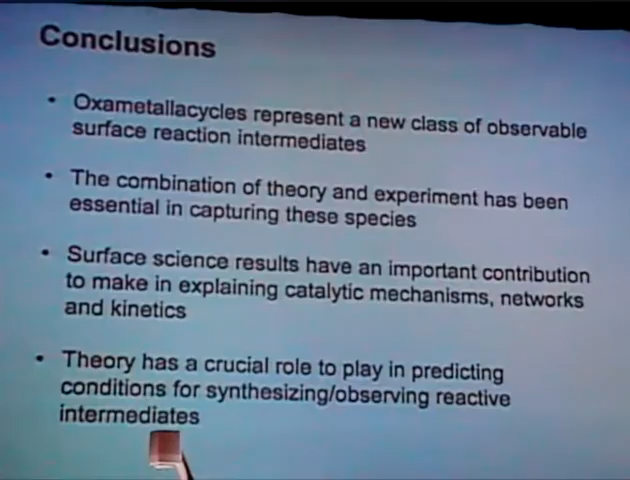 Conclusions
• Oxametallacycles represent a new class of observable
surface reaction intermediates
• The combination of theory and experiment has been
essential in capturing these species
• Surface science results have an important contribution
to make in explaining catalytic mechanisms, networks
and kinetics
• Theory has a crucial role to play in predicting
conditions for synthesizing/observing reactive
intermediates